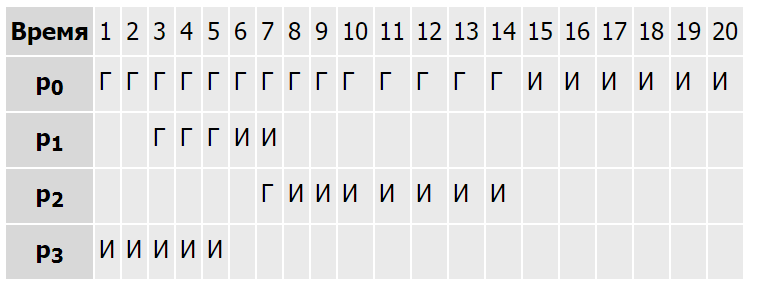 Время 1 2 3 4 5 6 7 8 9 10 11 12 13 14 15 16 17 18 19 20
p0 Г Г Г Г Г Г Г Г Г Г Г Г Г Г И И И И И И
p1 Г Г Г И И
p2 Г И И И И И И И
p3 И И И И И